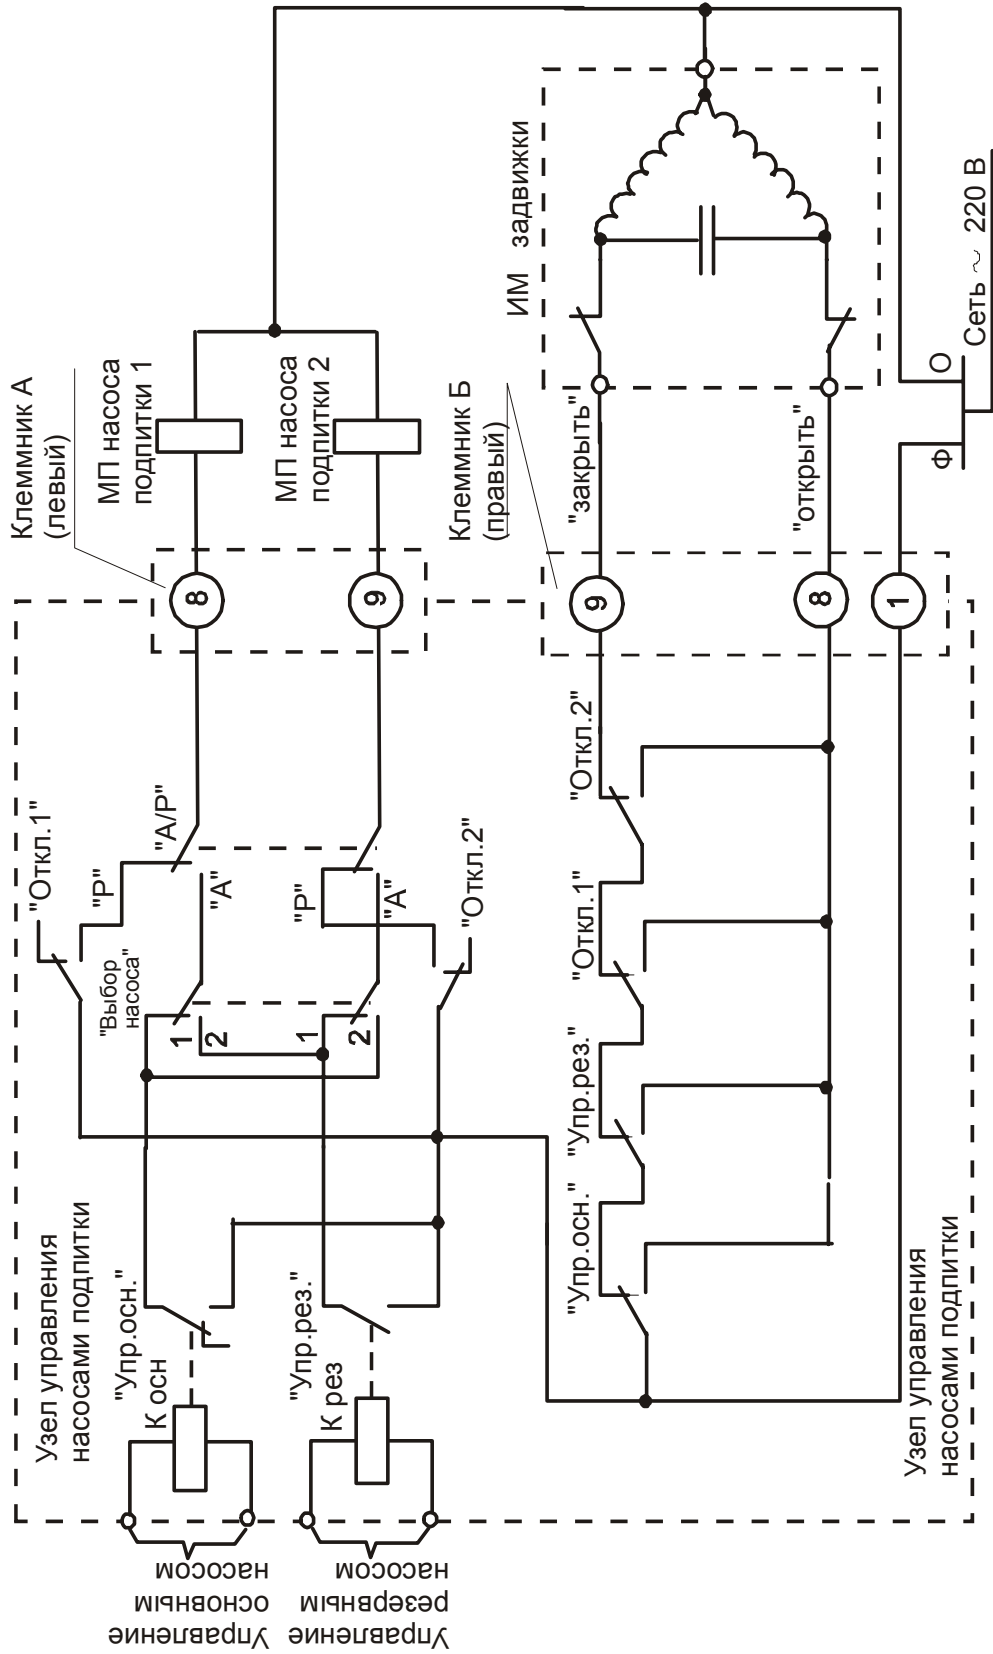 Управление
основным
насосом
Управление
резервным
насосом
Узел управления
насосами подпитки
"Упр.осн."
К осн
"Упр.рез."
К рез
"Откл.1"
"Р"
"А/Р"
"А"
"Выбор
насоса"
1
2
1
2
"Р"
"А"
"Откл.2"
Клеммник А
(левый)
8
9
МП насоса
подпитки 1
МП насоса
подпитки 2
Клеммник Б
(правый)
"Упр.осн."
"Упр.рез."
"Откл.1"
"Откл.2"
9
8
1
"закрыть"
"открыть"
ИМ задвижки
Узел управления
насосами подпитки
Ф
О
Сеть ~ 220 В